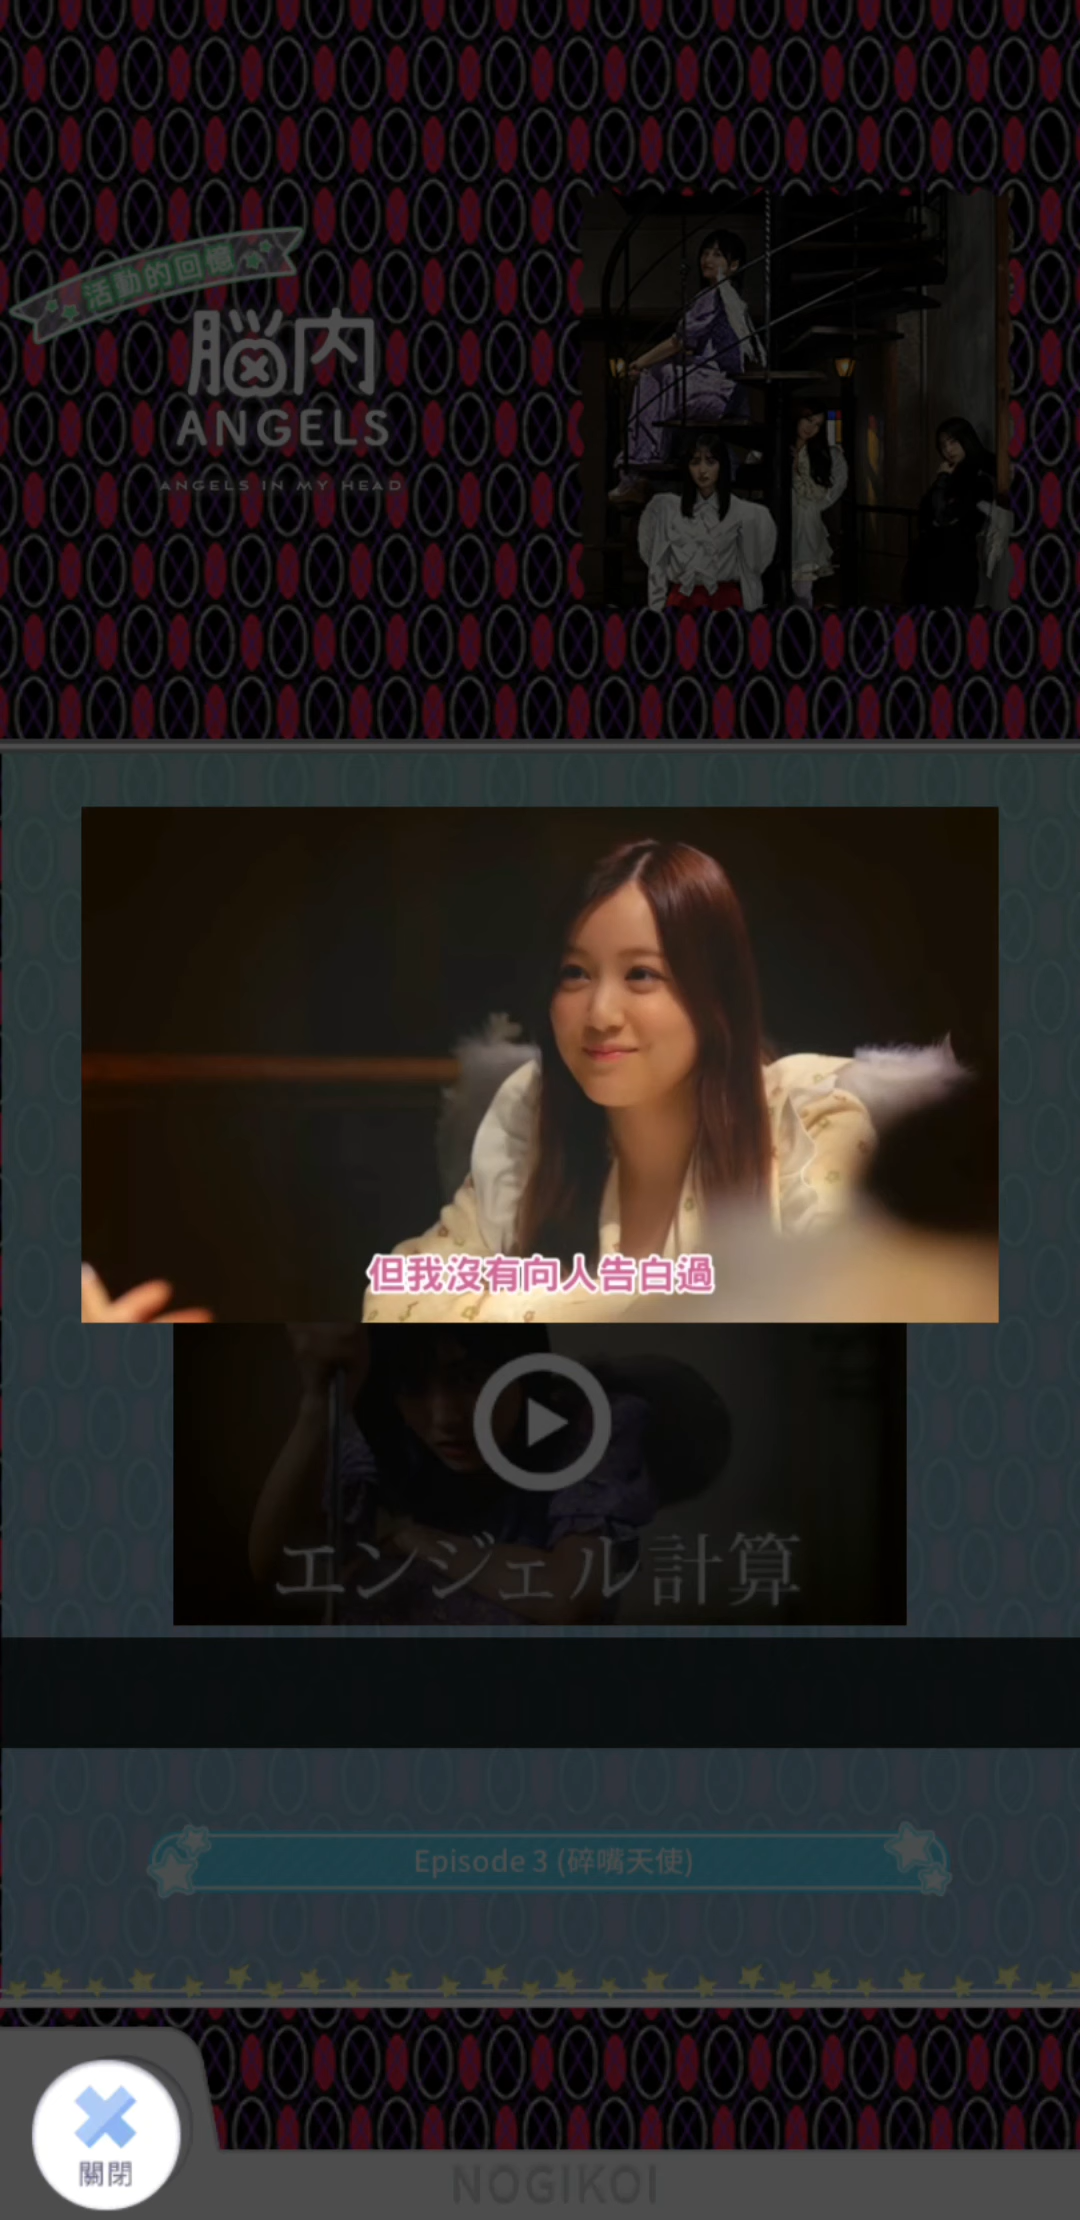 活動的回憶
脳内
ANGELS
ANGELS IN MY HEAD
但我沒有向人告白過
エンジェル計算
Episode 3 (碎嘴天使)
關閉
NOGIKOI